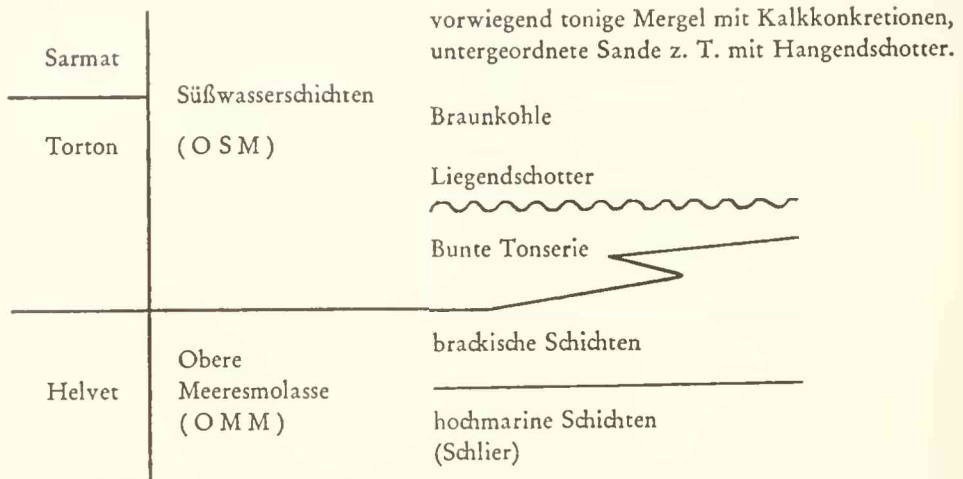 vorwiegend tonige Mergel mit Kalkkonkretionen,
untergeordnete Sande z. T. mit Hangendschotter.
Sarmat
Süßwasserschichten
(OSM)
Torton
Braunkohle
Liegendschotter
Bunte Tonserie
Helvet
Obere
Meeresmolasse
(OMM)
brackische Schichten
hochmarine Schichten
(Schlier)